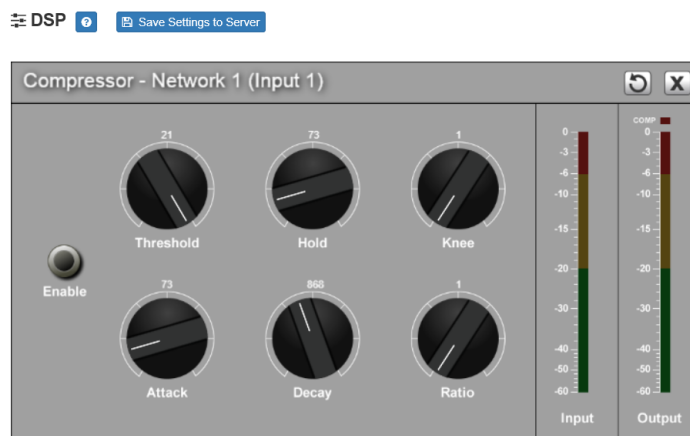 DSP ? Save Settings to Server
Compressor - Network 1 (Input 1)
X
21 73 1
Threshold Hold Knee
Enable
73 868 1
Attack Decay Ratio
COMP
0 0
-3 -3
-6 -6
-10 -10
-15 -15
-20 -20
-30 -30
-40 -40
-50 -50
-60 -60
Input Output